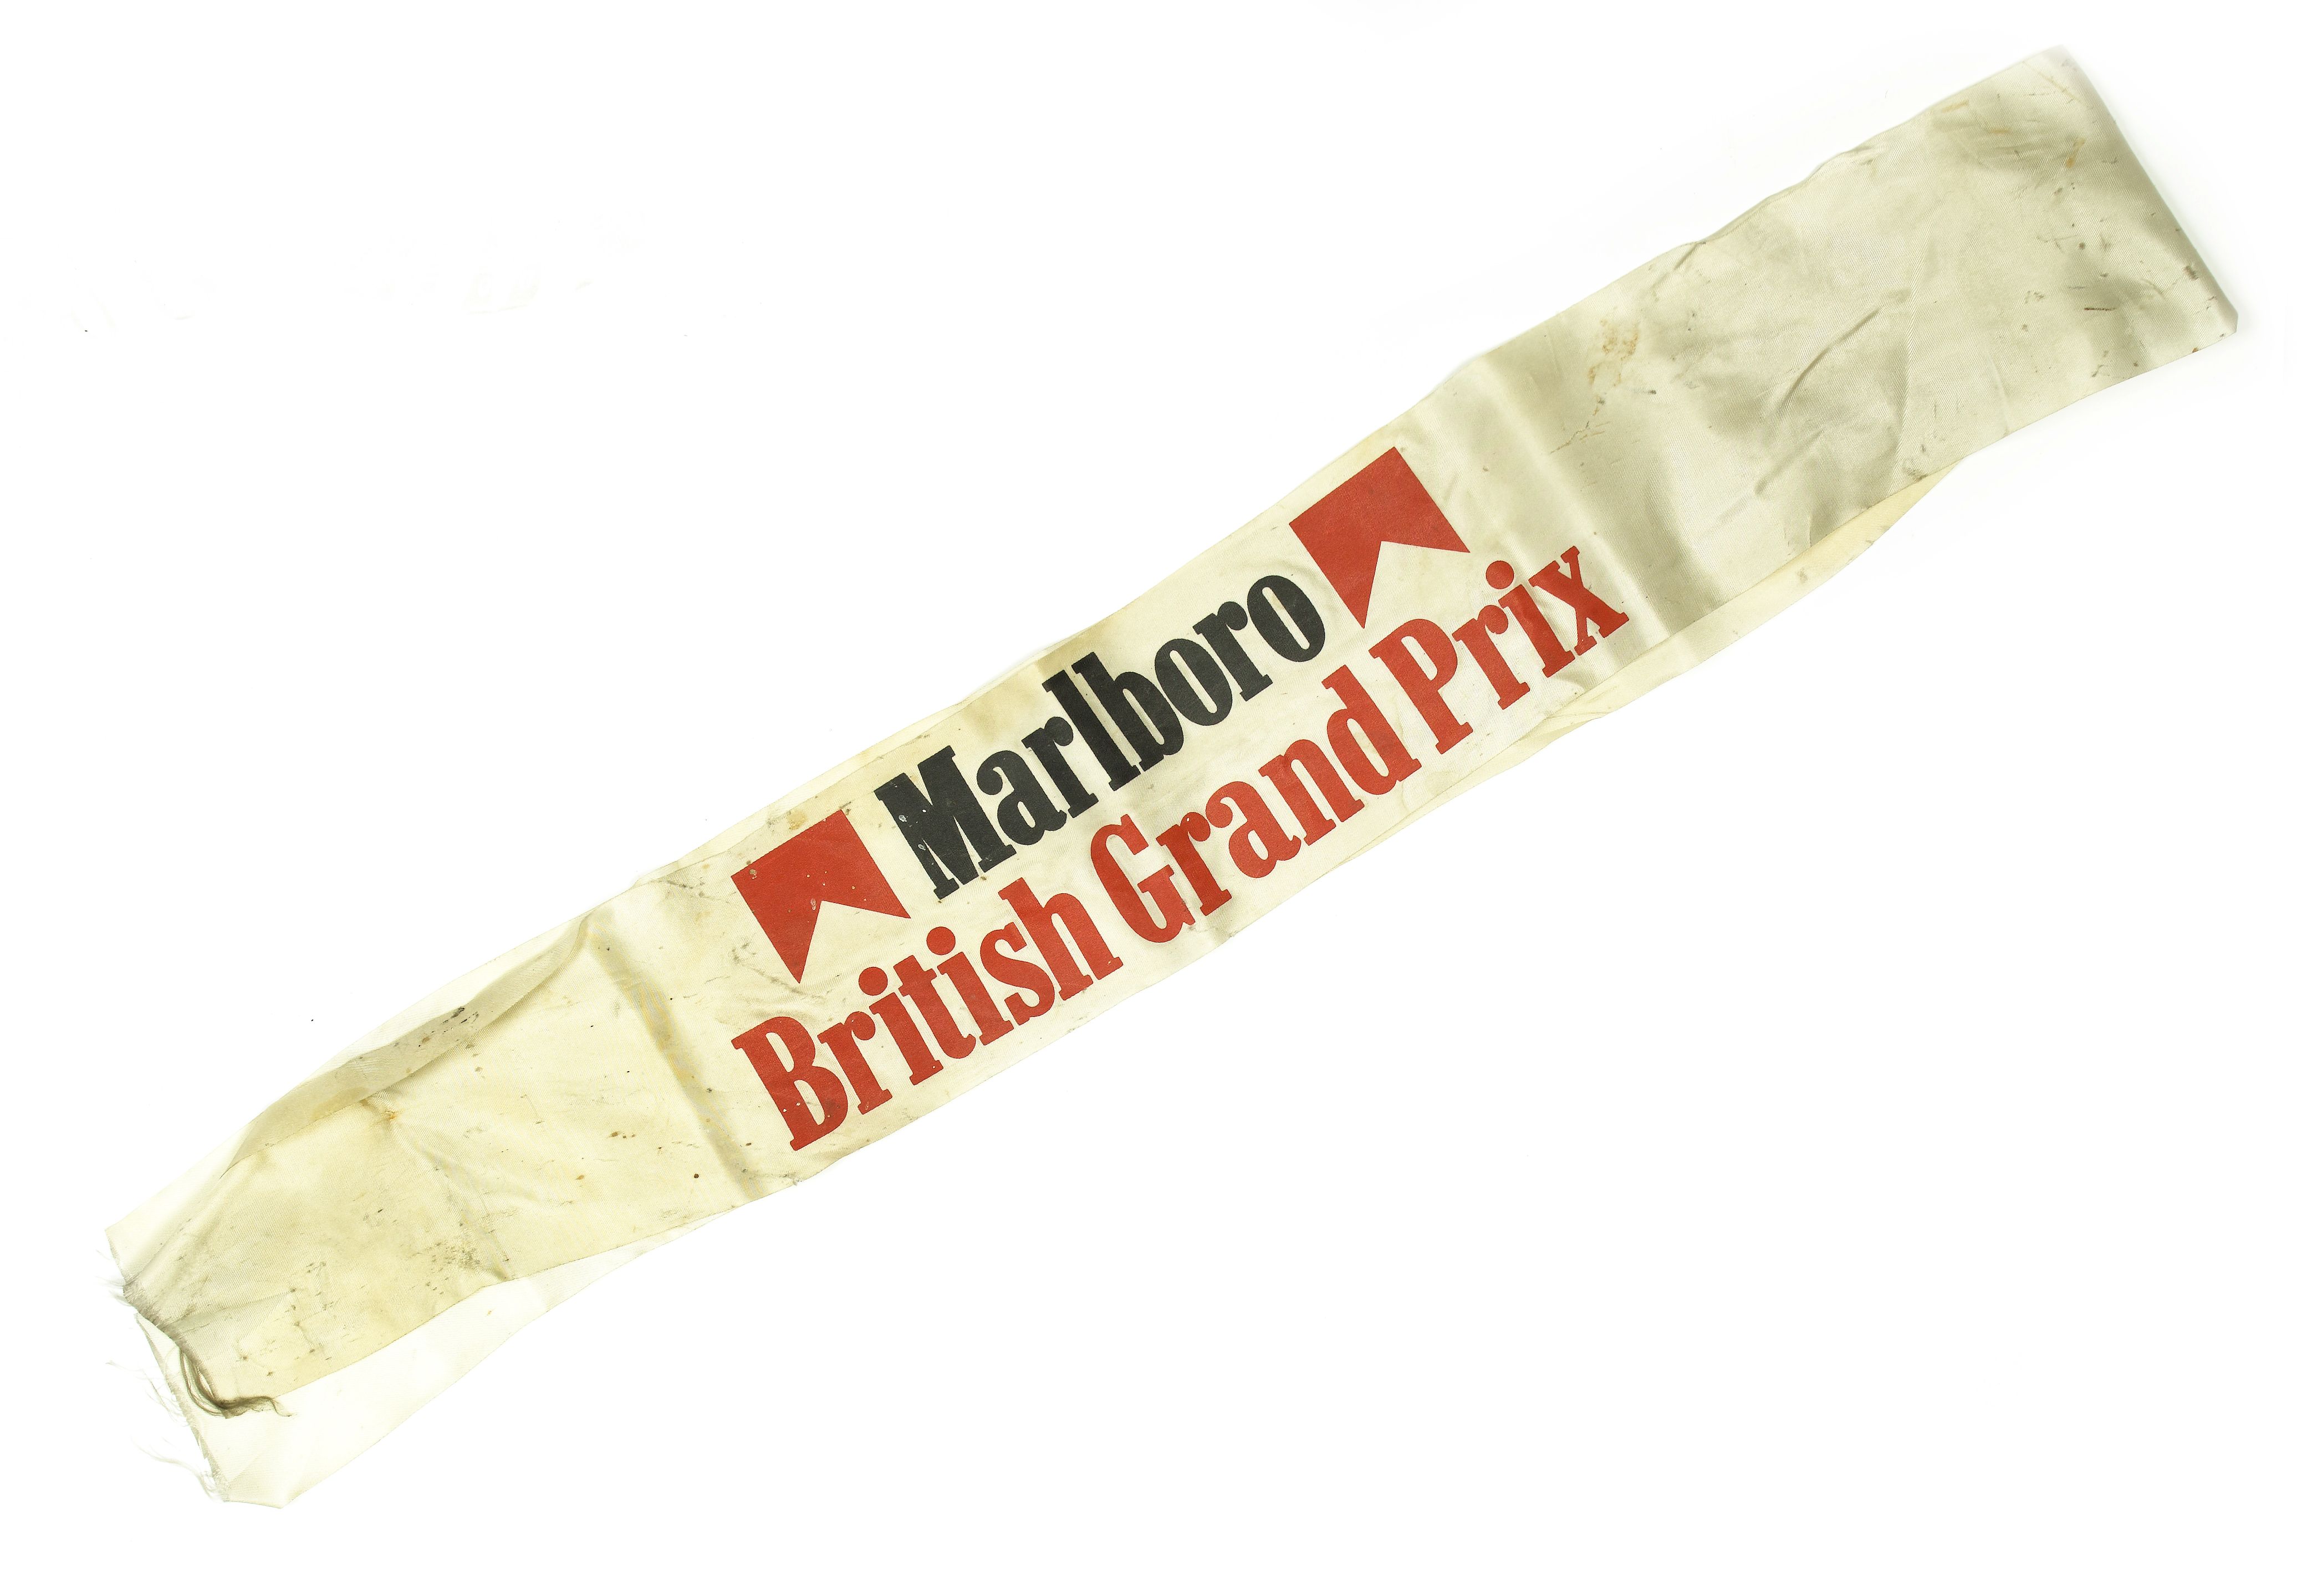 Marlboro
British Grand Prix